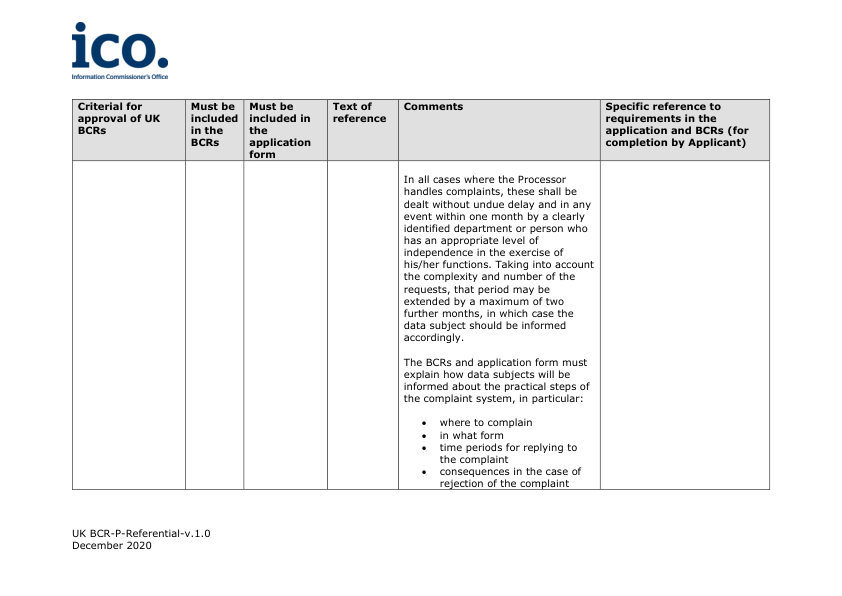 ico.
Information Commissioner's Office
Criterial for
approval of UK
BCRs
Must be
included
in the
BCRs
Must be
included in
the
application
form
Text of
reference
Comments
Specific reference to
requirements in the
application and BCRs (for
completion by Applicant)
In all cases where the Processor
handles complaints, these shall be
dealt without undue delay and in any
event within one month by a clearly
identified department or person who
has an appropriate level of
independence in the exercise of
his/her functions. Taking into account
the complexity and number of the
requests, that period may be
extended by a maximum of two
further months, in which case the
data subject should be informed
accordingly.
The BCRs and application form must
explain how data subjects will be
informed about the practical steps of
the complaint system, in particular:
• where to complain
• in what form
• time periods for replying to
the complaint
• consequences in the case of
rejection of the complaint
UK BCR-P-Referential-v.1.0
December 2020